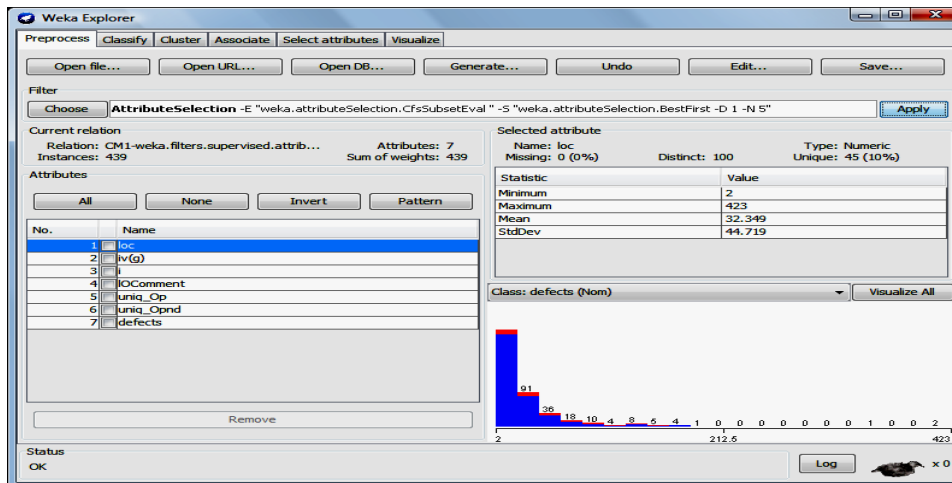 Weka Explorer
Preprocess Classify Cluster Associate Select attributes Visualize
Open file... Open URL... Open DB... Generate... Undo Edit... Save...
Filter
Choose AttributeSelection -E "weka.attributeSelection.CfsSubsetEval " -S "weka.attributeSelection.BestFirst -D 1 -N 5" Apply
Current relation
Relation: CM1-weka.filters.supervised.attrib... Attributes: 7
Instances: 439 Sum of weights: 439
Attributes
All None Invert Pattern
No. Name
1 loc
2 iv(g)
3 i
4 lOComment
5 uniq_Op
6 uniq_Opnd
7 defects
Remove
Selected attribute
Name: loc Type: Numeric
Missing: 0 (0%) Distinct: 100 Unique: 45 (10%)
Statistic Value
Minimum 2
Maximum 423
Mean 32.349
StdDev 44.719
Class: defects (Nom) Visualize All
91
36
18 10 4 8 5 4 1 0 0 0 0 0 0 0 1 0 0 2
2 212.5 423
Status
OK
Log x 0